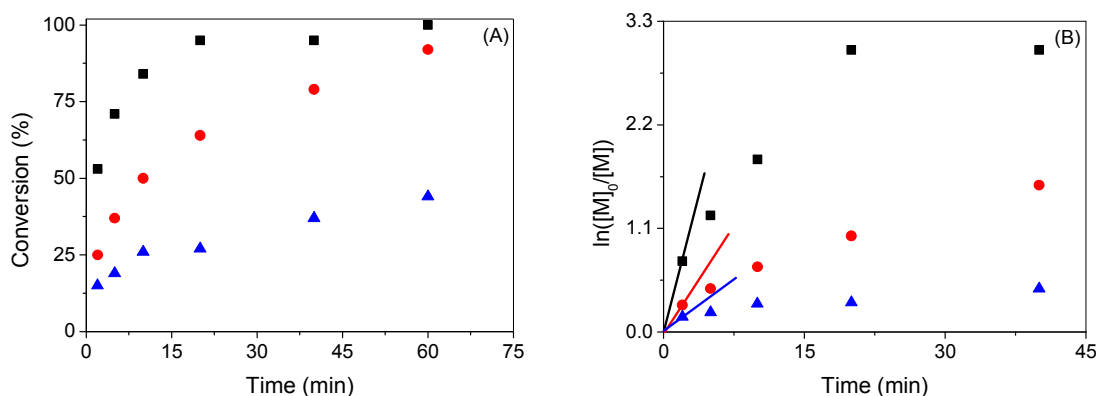 (A)
Conversion (%)
100
75
50
25
0
0 15 30 45 60 75
Time (min)
(B)
ln([M]0/[M])
3.3
2.2
1.1
0.0
0 15 30 45
Time (min)